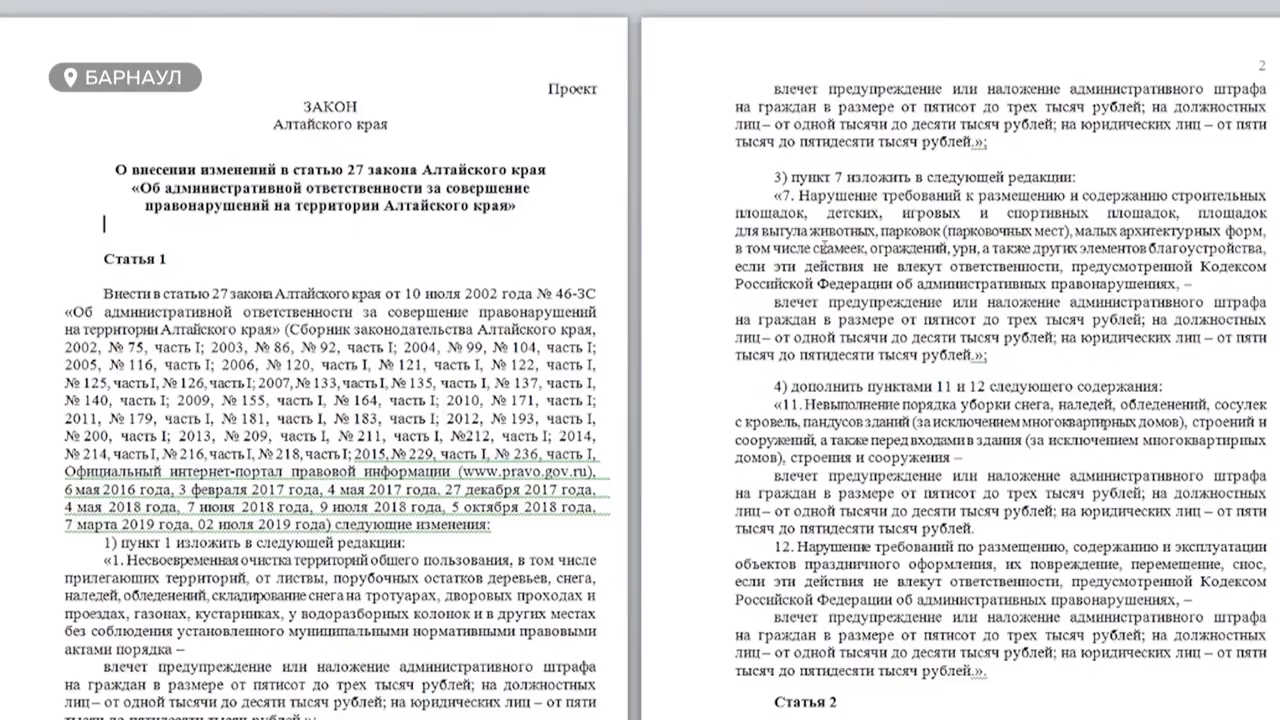 БАРНАУЛ
Проект
ЗАКОН
Алтайского края
О внесении изменений в статью 27 закона Алтайского края
«Об административной ответственности за совершение
правонарушений на территории Алтайского края»
Статья 1
Внести в статью 27 закона Алтайского края от 10 июля 2002 года № 46-ЗС
«Об административной ответственности за совершение правонарушений
на территории Алтайского края» (Сборник законодательства Алтайского края,
2002, № 75, часть I; 2003, № 86, № 92, часть I; 2004, № 99, № 104, часть I;
2005, № 116, часть I; 2006, № 120, часть I, № 121, часть I, № 122, часть I,
№ 125, часть I, № 126, часть I; 2007, № 133, часть I, № 135, часть I, № 137, часть I,
№ 140, часть I; 2009, № 155, часть I, № 164, часть I; 2010, № 171, часть I;
2011, № 179, часть I, № 181, часть I, № 183, часть I; 2012, № 193, часть I,
№ 200, часть I; 2013, № 209, часть I, № 211, часть I, №212, часть I; 2014,
№ 214, часть I, № 216, часть I, № 218, часть I; 2015, № 229, часть I, № 236, часть I,
Официальный интернет-портал правовой информации (www.pravo.gov.ru),
6 мая 2016 года, 3 февраля 2017 года, 4 мая 2017 года, 27 декабря 2017 года,
4 мая 2018 года, 7 июня 2018 года, 9 июля 2018 года, 5 октября 2018 года,
7 марта 2019 года, 02 июля 2019 года) следующие изменения:
1) пункт 1 изложить в следующей редакции:
«1. Несвоевременная очистка территорий общего пользования, в том числе
прилегающих территорий, от листвы, порубочных остатков деревьев, снега,
наледей, обледенений, складирование снега на тротуарах, дворовых проходах и
проездах, газонах, кустарниках, у водоразборных колонок и в других местах
без соблюдения установленного муниципальными нормативными правовыми
актами порядка –
влечет предупреждение или наложение административного штрафа
на граждан в размере от пятисот до трех тысяч рублей; на должностных
лиц – от одной тысячи до десяти тысяч рублей; на юридических лиц – от пяти
тысяч до пятидесяти тысяч рублей.»;
2
влечет предупреждение или наложение административного штрафа
на граждан в размере от пятисот до трех тысяч рублей; на должностных
лиц – от одной тысячи до десяти тысяч рублей; на юридических лиц – от пяти
тысяч до пятидесяти тысяч рублей.»;
3) пункт 7 изложить в следующей редакции:
«7. Нарушение требований к размещению и содержанию строительных
площадок, детских, игровых и спортивных площадок, площадок
для выгула животных, парковок (парковочных мест), малых архитектурных форм,
в том числе скамеек, ограждений, урн, а также других элементов благоустройства,
если эти действия не влекут ответственности, предусмотренной Кодексом
Российской Федерации об административных правонарушениях, –
влечет предупреждение или наложение административного штрафа
на граждан в размере от пятисот до трех тысяч рублей; на должностных
лиц – от одной тысячи до десяти тысяч рублей; на юридических лиц – от пяти
тысяч до пятидесяти тысяч рублей.»;
4) дополнить пунктами 11 и 12 следующего содержания:
«11. Невыполнение порядка уборки снега, наледей, обледенений, сосулек
с кровель, пандусов зданий (за исключением многоквартирных домов), строений и
сооружений, а также перед входами в здания (за исключением многоквартирных
домов), строения и сооружения –
влечет предупреждение или наложение административного штрафа
на граждан в размере от пятисот до трех тысяч рублей; на должностных
лиц – от одной тысячи до десяти тысяч рублей; на юридических лиц – от пяти
тысяч до пятидесяти тысяч рублей.
12. Нарушение требований по размещению, содержанию и эксплуатации
объектов праздничного оформления, их повреждение, перемещение, снос,
если эти действия не влекут ответственности, предусмотренной Кодексом
Российской Федерации об административных правонарушениях, –
влечет предупреждение или наложение административного штрафа
на граждан в размере от пятисот до трех тысяч рублей; на должностных
лиц – от одной тысячи до десяти тысяч рублей; на юридических лиц – от пяти
тысяч до пятидесяти тысяч рублей.».
Статья 2